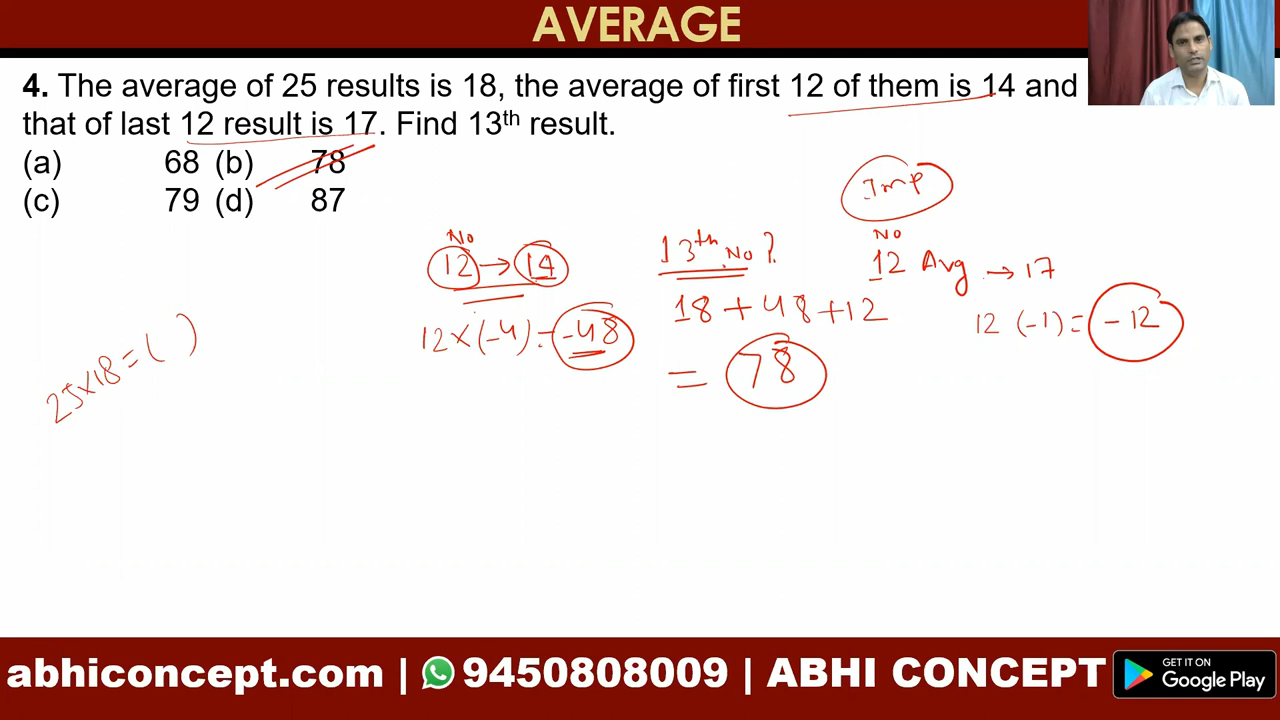 AVERAGE
4. The average of 25 results is 18, the average of first 12 of them is 14 and
that of last 12 result is 17. Find 13th result.
(a) 68 (b) 78
(c) 79 (d) 87
Imp
No
12 → 14
13th No?
No
12 Avg → 17
12 × (-4) = -48
18 + 48 + 12
12 (-1) = -12
= 78
25×18 = ( )
abhiconcept.com | 9450808009 | ABHI CONCEPT
GET IT ON
Google Play